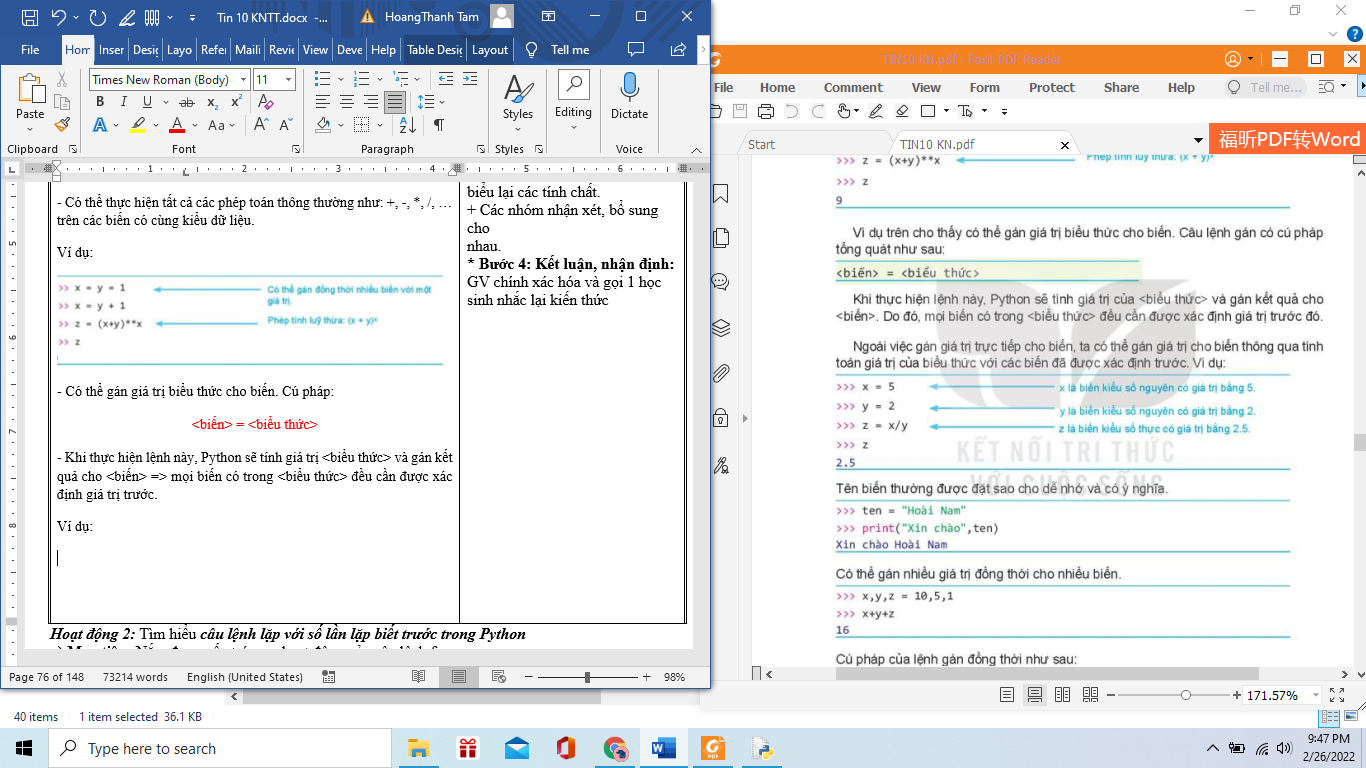 Tin 10 KNTT.docx -...
HoangThanh Tam
File
Hom
Inser
Desig
Layo
Refer
Maili
Revie
View
Deve
Help
Table Desig
Layout
Tell me
Times New Roman (Body)
11
Paste
Styles
Editing
Dictate
Clipboard
Font
Paragraph
Styles
Voice
- Có thể thực hiện tất cả các phép toán thông thường như: +, -, *, /, …
trên các biến có cùng kiểu dữ liệu.
Ví dụ:
>> x = y = 1
Có thể gán đồng thời nhiều biến với một
giá trị.
>> x = y + 1
>> z = (x+y)**x
Phép tính luỹ thừa: (x + y)ˣ
>> z
- Có thể gán giá trị biểu thức cho biến. Cú pháp:
<biến> = <biểu thức>
- Khi thực hiện lệnh này, Python sẽ tính giá trị <biểu thức> và gán kết
quả cho <biến> => mọi biến có trong <biểu thức> đều cần được xác
định giá trị trước.
Ví dụ:
biểu lại các tính chất.
+ Các nhóm nhận xét, bổ sung
cho
nhau.
* Bước 4: Kết luận, nhận định:
GV chính xác hóa và gọi 1 học
sinh nhắc lại kiến thức
Hoạt động 2: Tìm hiểu câu lệnh lặp với số lần lặp biết trước trong Python
Page 76 of 148
73214 words
English (United States)
98%
40 items
1 item selected 36.1 KB
TIN10 KN.pdf - Foxit PDF Reader
File
Home
Comment
View
Form
Protect
Share
Help
Tell me...
Start
TIN10 KN.pdf
福昕PDF转Word
>>> z = (x+y)**x
Phép tính luỹ thừa: (x + y)ˣ
>>> z
9
Ví dụ trên cho thấy có thể gán giá trị biểu thức cho biến. Câu lệnh gán có cú pháp
tổng quát như sau:
<biến> = <biểu thức>
Khi thực hiện lệnh này, Python sẽ tính giá trị của <biểu thức> và gán kết quả cho
<biến>. Do đó, mọi biến có trong <biểu thức> đều cần được xác định giá trị trước đó.
Ngoài việc gán giá trị trực tiếp cho biến, ta có thể gán giá trị cho biến thông qua tính
toán giá trị của biểu thức với các biến đã được xác định trước. Ví dụ:
>>> x = 5
x là biến kiểu số nguyên có giá trị bằng 5.
>>> y = 2
y là biến kiểu số nguyên có giá trị bằng 2.
>>> z = x/y
z là biến kiểu số thực có giá trị bằng 2.5.
>>> z
2.5
KẾT NỐI TRI THỨC
VỚI CUỘC SỐNG
Tên biến thường được đặt sao cho dễ nhớ và có ý nghĩa.
>>> ten = "Hoài Nam"
>>> print("Xin chào",ten)
Xin chào Hoài Nam
Có thể gán nhiều giá trị đồng thời cho nhiều biến.
>>> x,y,z = 10,5,1
>>> x+y+z
16
Cú pháp của lệnh gán đồng thời như sau:
171.57%
Type here to search
9:47 PM
2/26/2022